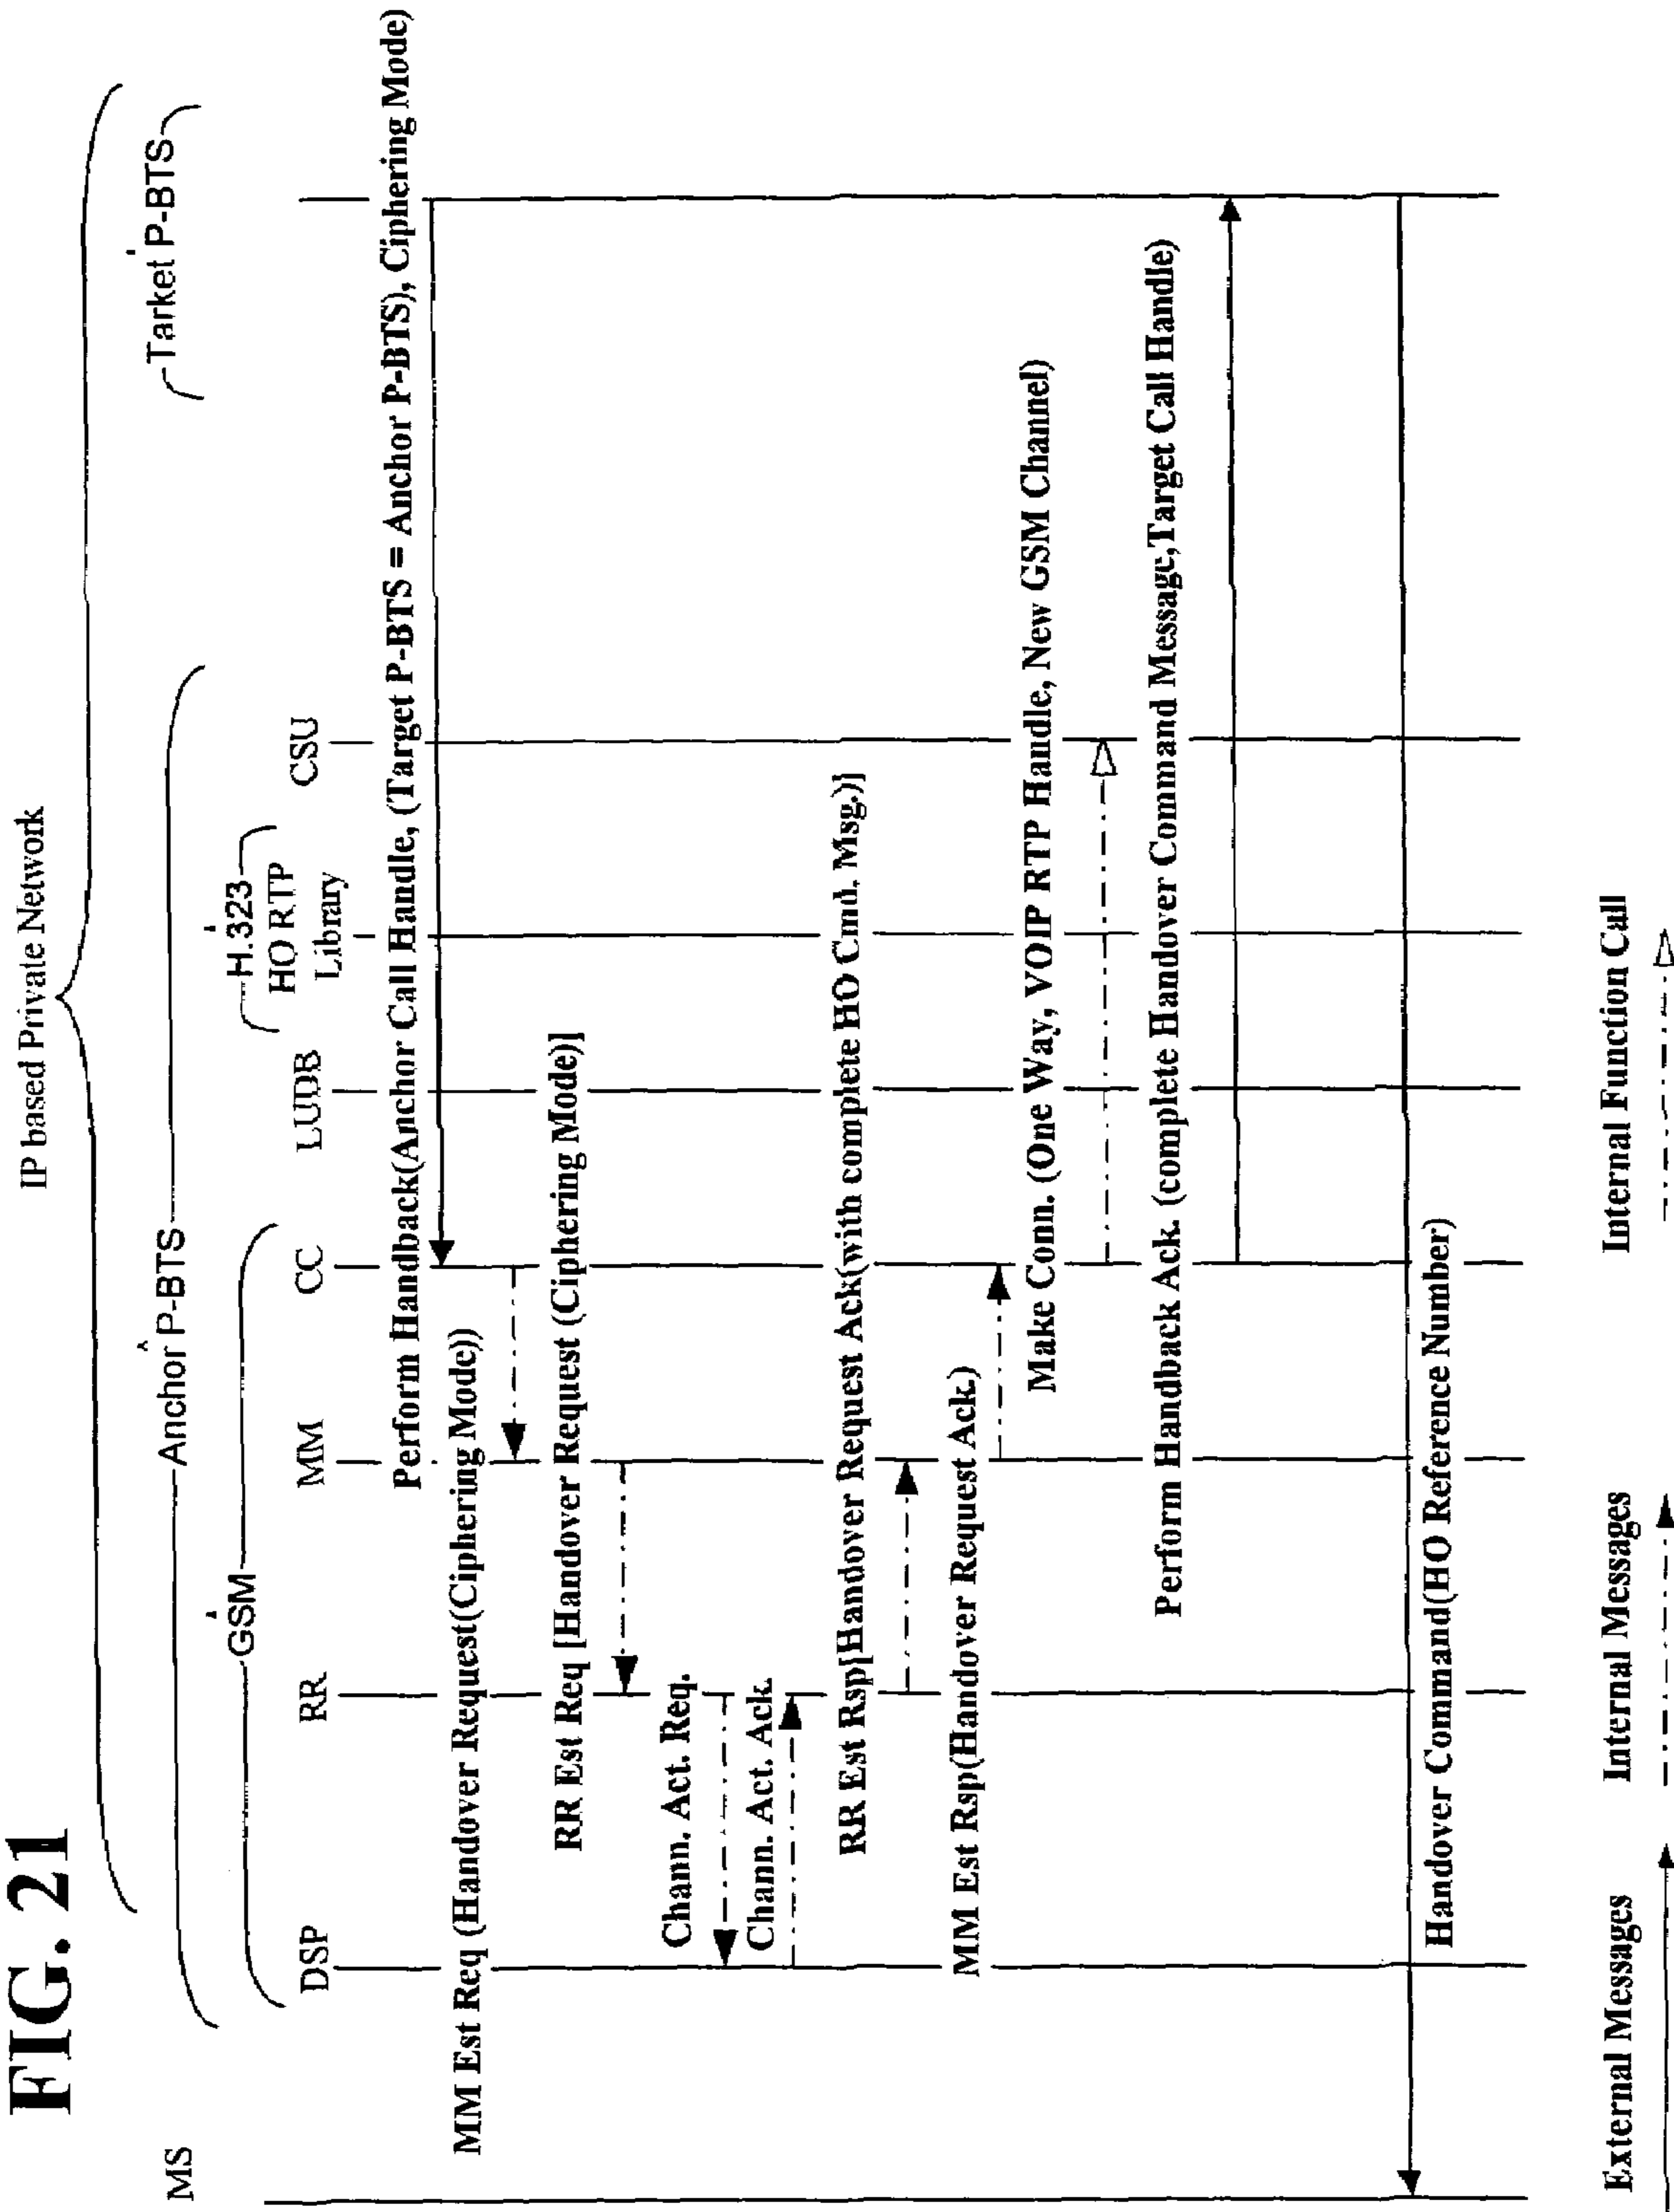 FIG. 21
IP based Private Network
Anchor P-BTS
Tarket P-BTS
GSM
H.323
MS
DSP
RR
MM
CC
LUDB
HO RTP
Library
CSU
Perform Handback(Anchor Call Handle, (Target P-BTS = Anchor P-BTS), Ciphering Mode)
MM Est Req (Handover Request(Ciphering Mode))
RR Est Req [Handover Request (Ciphering Mode)]
Chann. Act. Req.
Chann. Act. Ack.
RR Est Rsp[Handover Request Ack(with complete HO Cmd. Msg.)]
MM Est Rsp(Handover Request Ack.)
Make Conn. (One Way, VOIP RTP Handle, New GSM Channel)
Perform Handback Ack. (complete Handover Command Message,Target Call Handle)
Handover Command(HO Reference Number)
External Messages
Internal Messages
Internal Function Call